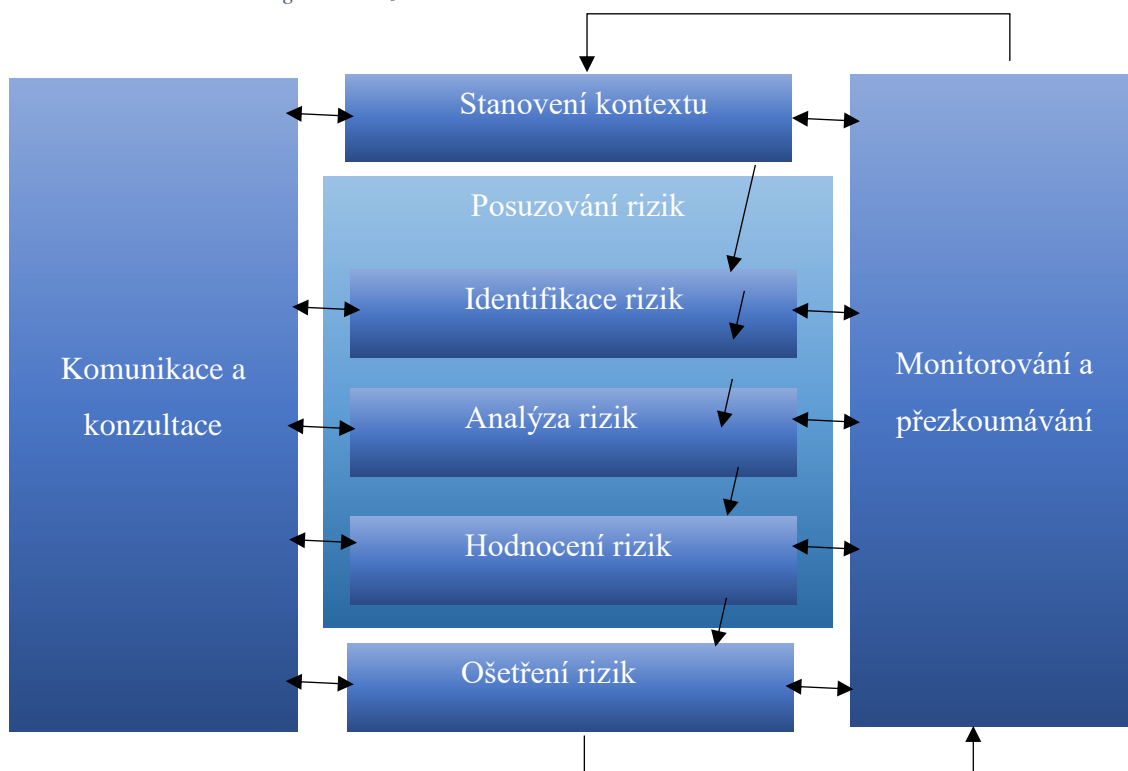 Stanovení kontextu
Posuzování rizik
Identifikace rizik
Komunikace a
konzultace
Monitorování a
přezkoumávání
Analýza rizik
Hodnocení rizik
Ošetření rizik